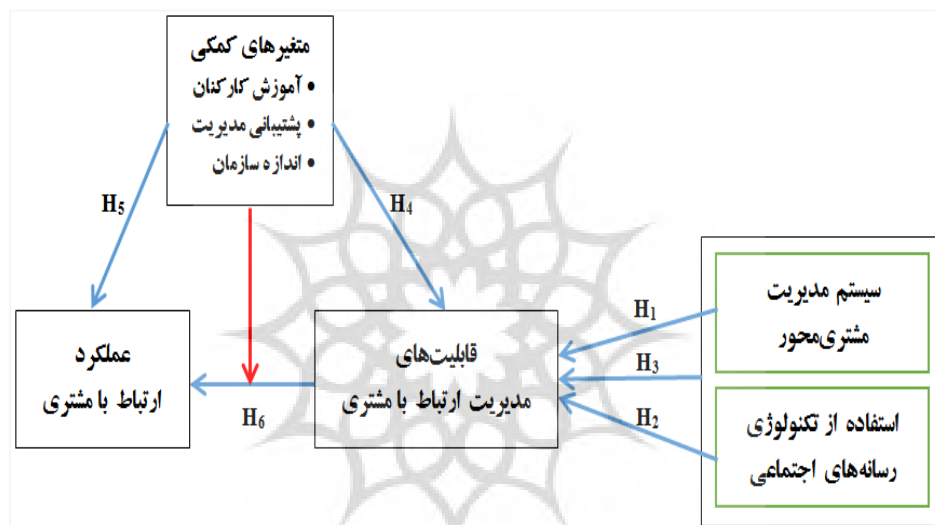 متغیرهای کمکی
• آموزش کارکنان
• پشتیبانی مدیریت
• اندازه سازمان
H5
H4
سیستم مدیریت
مشتری‌محور
H1
H3
H2
استفاده از تکنولوژی
رسانه‌های اجتماعی
قابلیت‌های
مدیریت ارتباط با مشتری
H6
عملکرد
ارتباط با مشتری